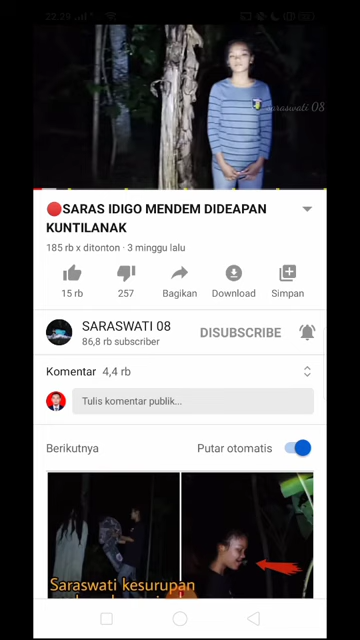 22.39
saraswati 08
🔴SARAS IDIGO MENDEM DIDEAPAN
KUNTILANAK
185 rb x ditonton · 3 minggu lalu
15 rb
257
Bagikan
Download
Simpan
SARASWATI 08
DISUBSCRIBE
86,8 rb subscriber
Komentar 4,4 rb
Tulis komentar publik...
Berikutnya
Putar otomatis
Saraswati kesurupan